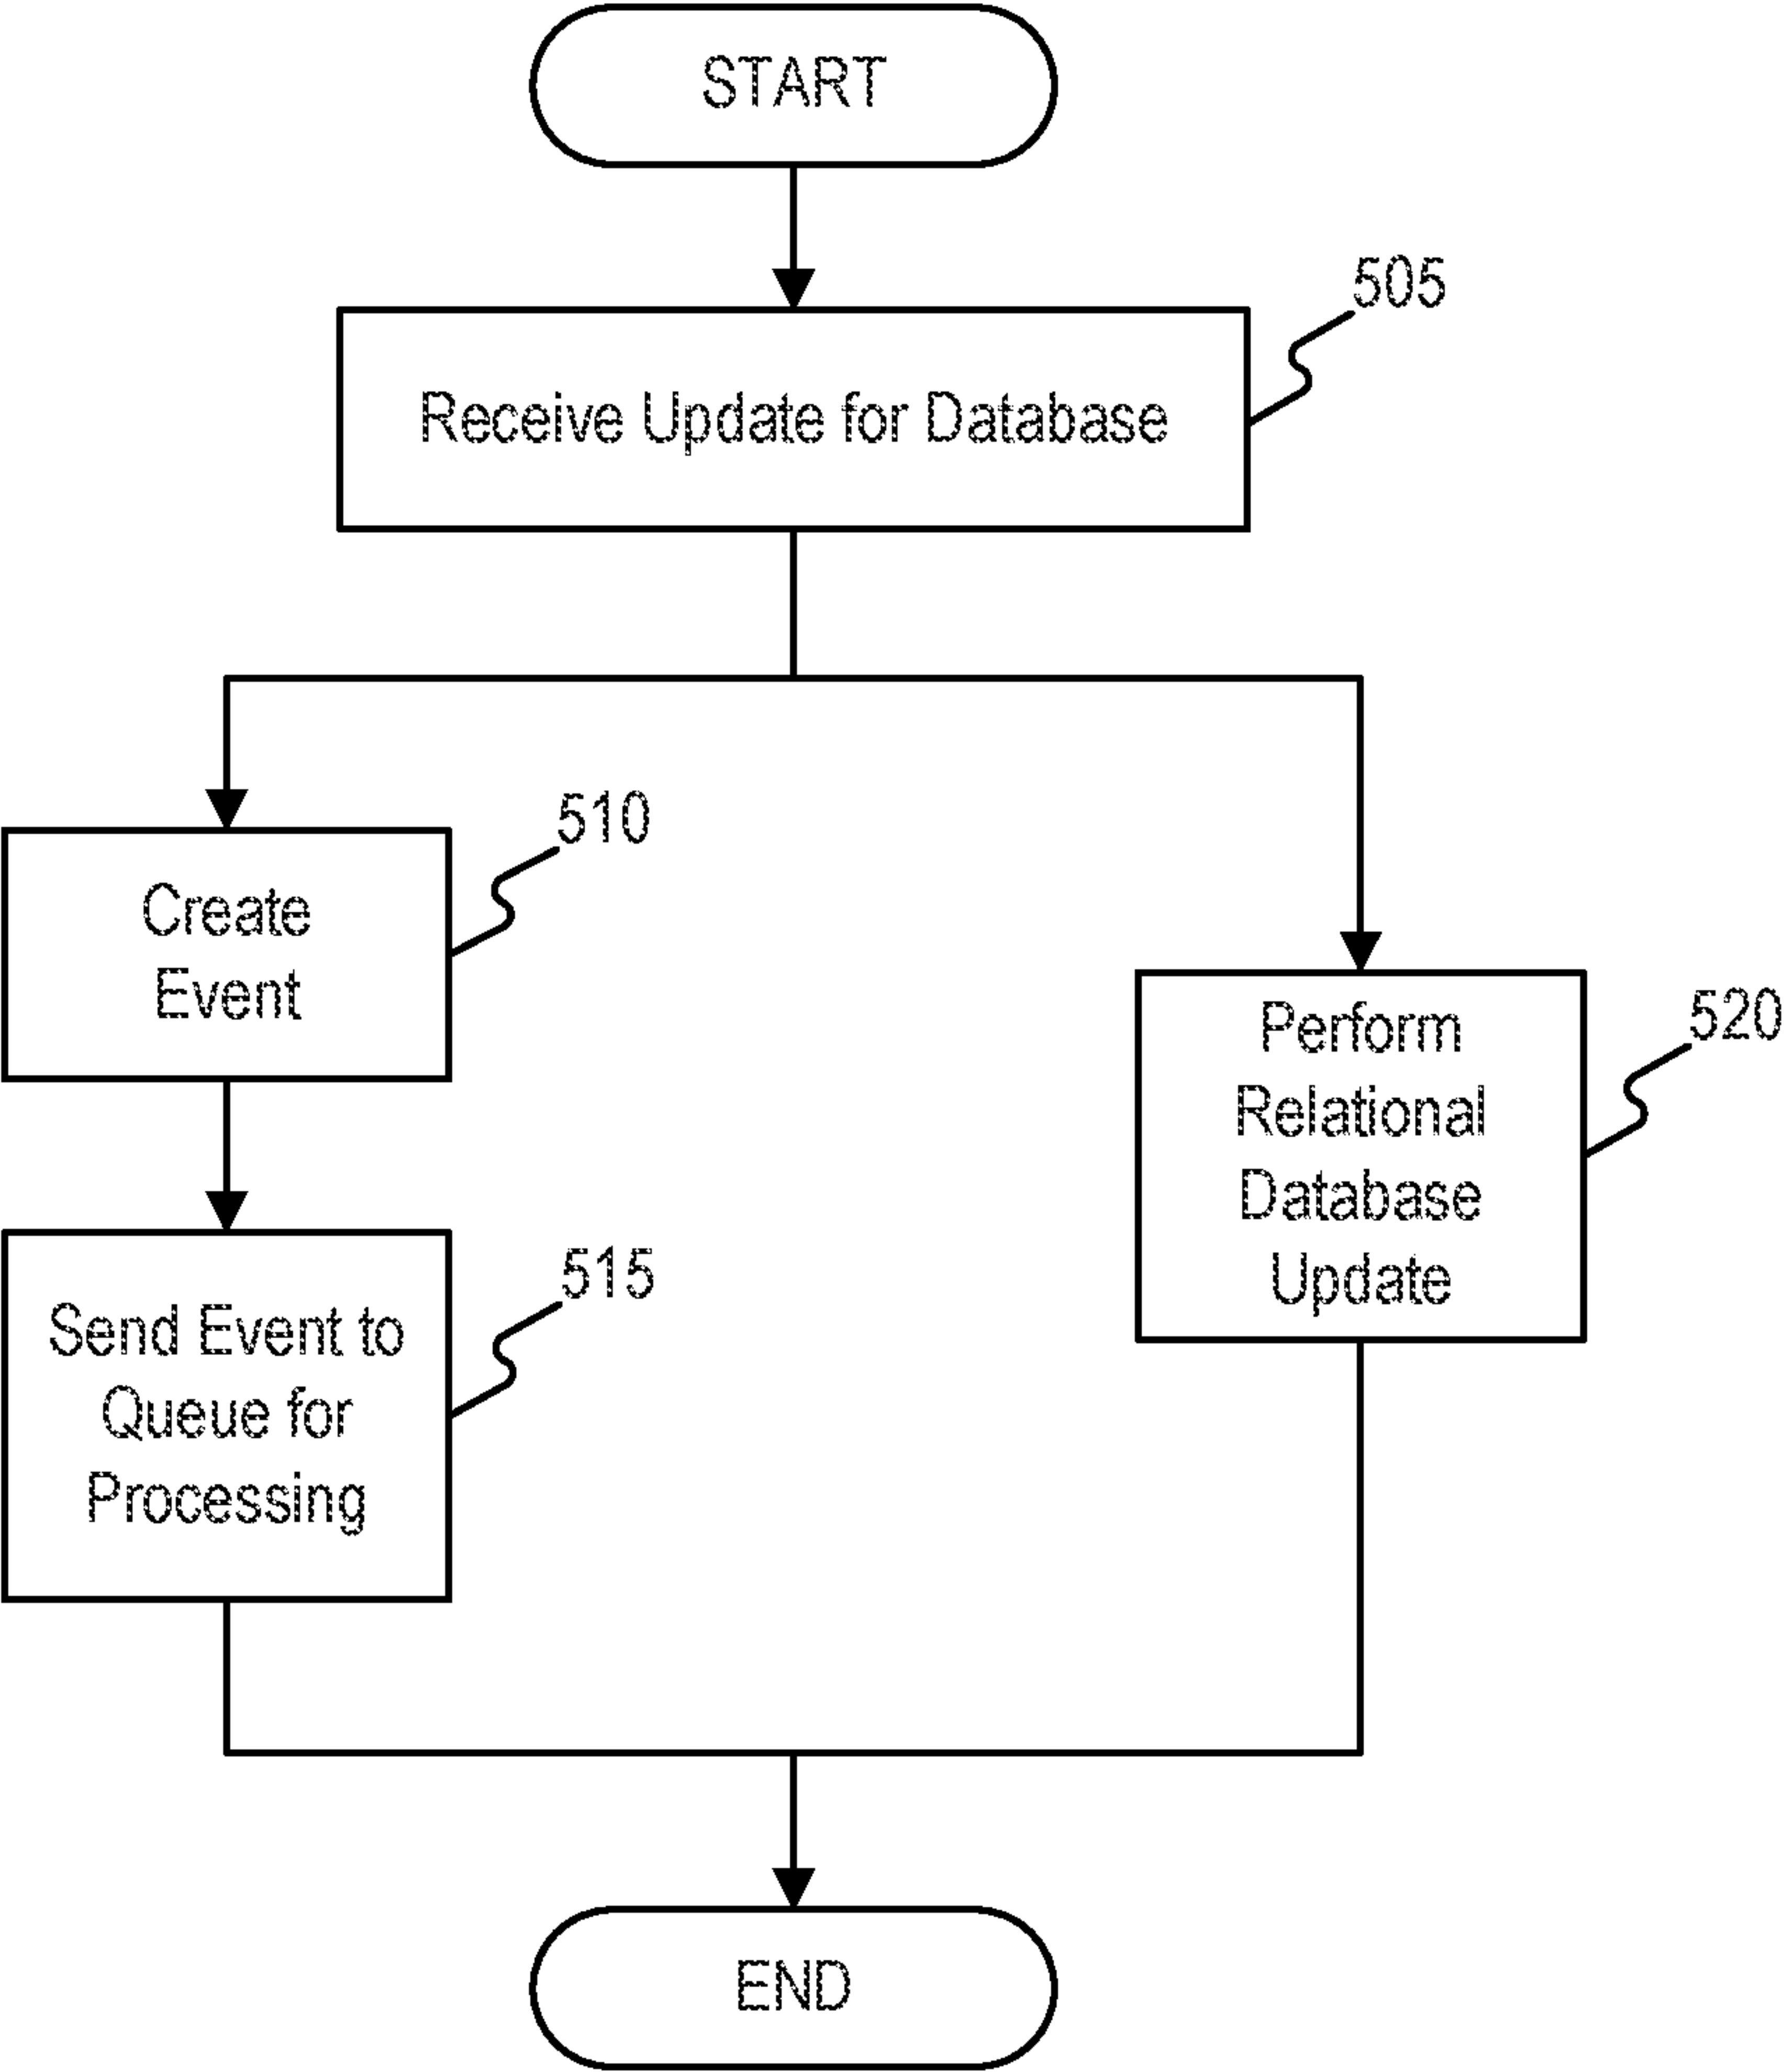 START
505
Receive Update for Database
510
Create
Event
520
Perform
Relational
Database
Update
515
Send Event to
Queue for
Processing
END